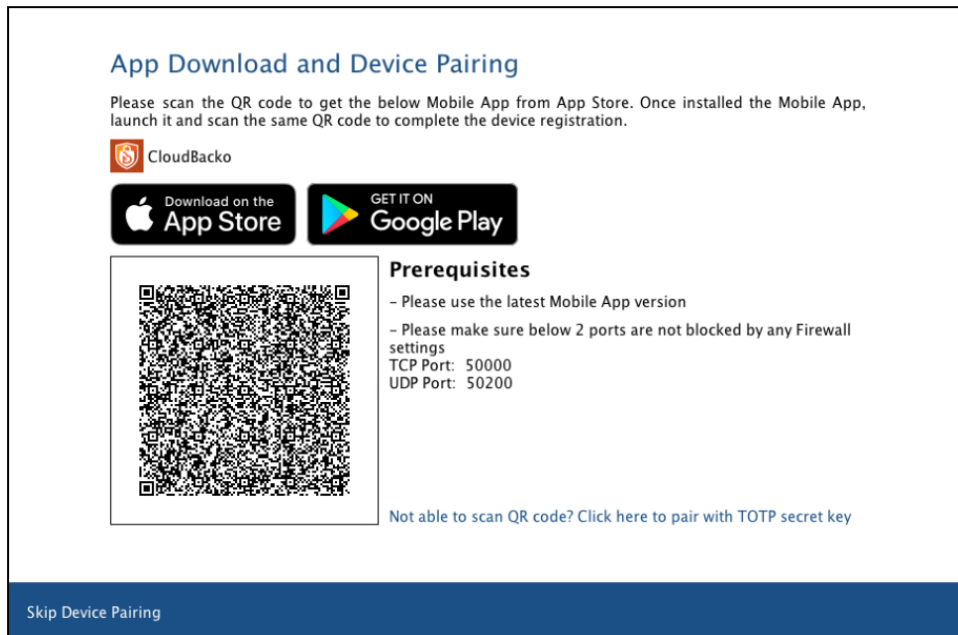 App Download and Device Pairing
Please scan the QR code to get the below Mobile App from App Store. Once installed the Mobile App,
launch it and scan the same QR code to complete the device registration.
CloudBacko
Download on the
App Store
GET IT ON
Google Play
Prerequisites
– Please use the latest Mobile App version
– Please make sure below 2 ports are not blocked by any Firewall
settings
TCP Port: 50000
UDP Port: 50200
Not able to scan QR code? Click here to pair with TOTP secret key
Skip Device Pairing